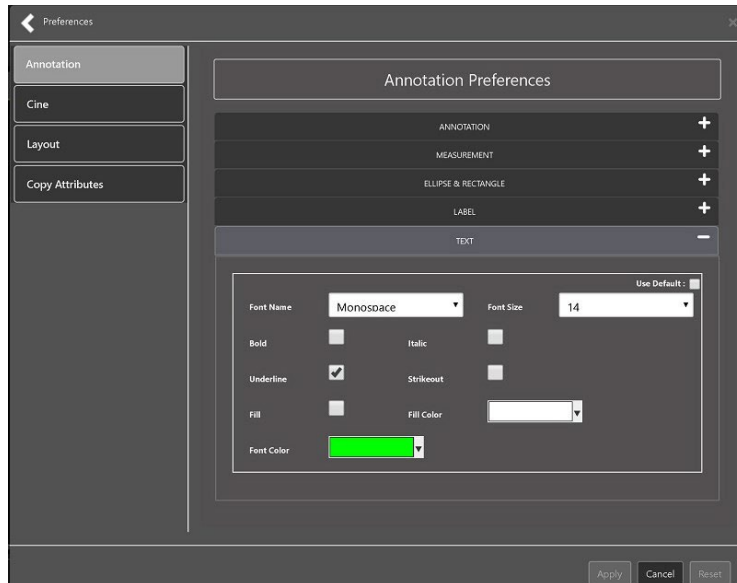 Preferences
Annotation
Cine
Layout
Copy Attributes
Annotation Preferences
ANNOTATION
MEASUREMENT
ELLIPSE & RECTANGLE
LABEL
TEXT
Use Default :
Font Name Monospace Font Size 14
Bold Italic
Underline Strikeout
Fill Fill Color
Font Color
Apply Cancel Reset